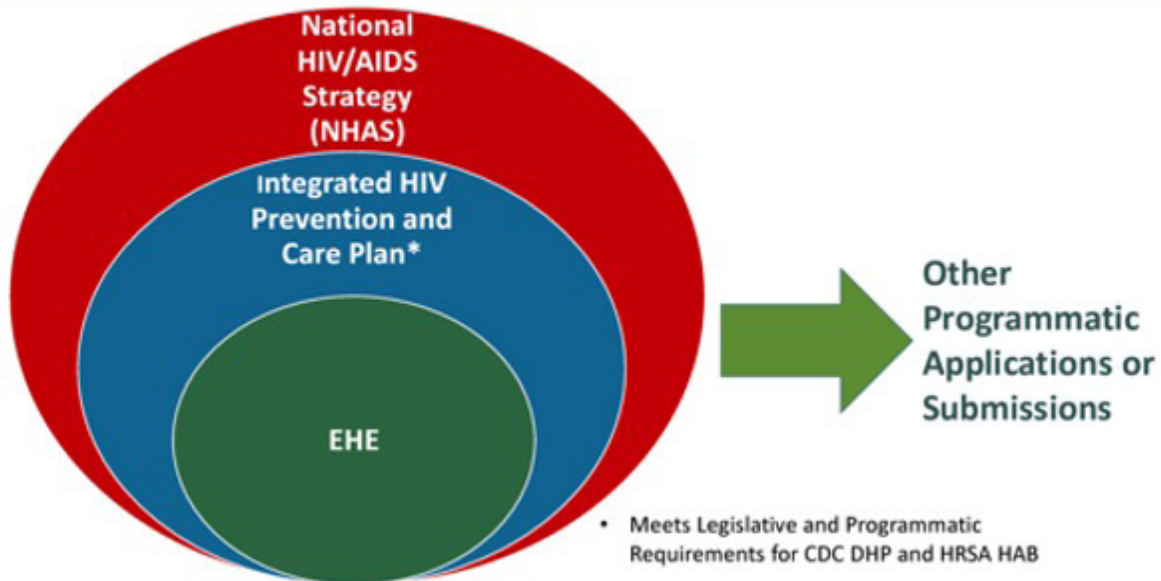 National
HIV/AIDS
Strategy
(NHAS)
Integrated HIV
Prevention and
Care Plan*
EHE
Other
Programmatic
Applications or
Submissions
• Meets Legislative and Programmatic
Requirements for CDC DHP and HRSA HAB